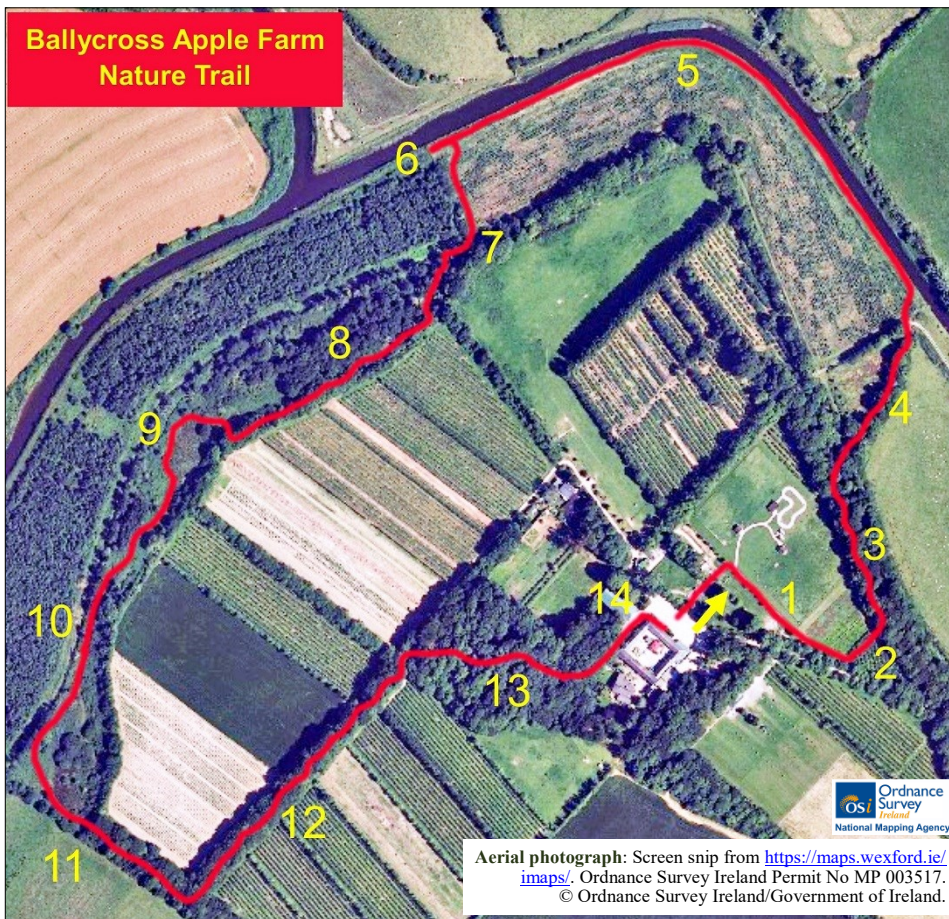 Ballycross Apple Farm
Nature Trail
5
6
7
8
4
9
3
10
14
1
2
13
12
11
osi
Ordnance
Survey
Ireland
National Mapping Agency
Aerial photograph: Screen snip from https://maps.wexford.ie/
imaps/. Ordnance Survey Ireland Permit No MP 003517.
© Ordnance Survey Ireland/Government of Ireland.